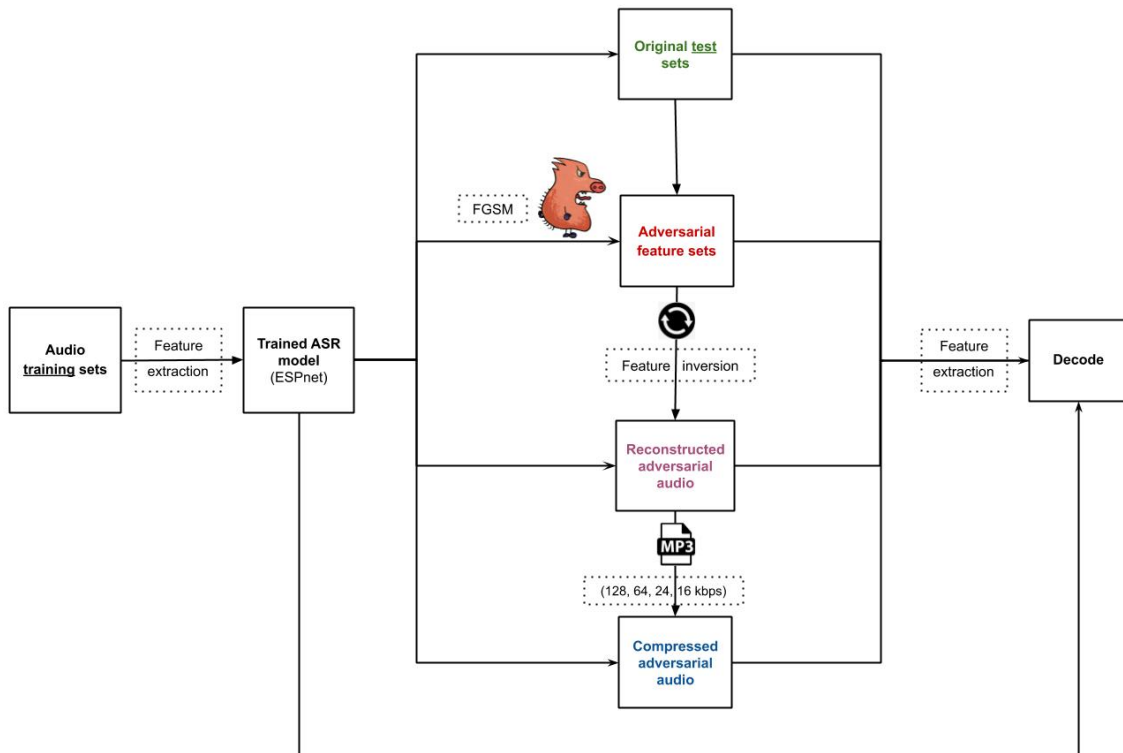 Original test
sets
FGSM
Adversarial
feature sets
Audio
training sets
Feature
extraction
Trained ASR
model
(ESPnet)
Feature inversion
Feature
extraction
Decode
Reconstructed
adversarial
audio
MP3
(128, 64, 24, 16 kbps)
Compressed
adversarial
audio